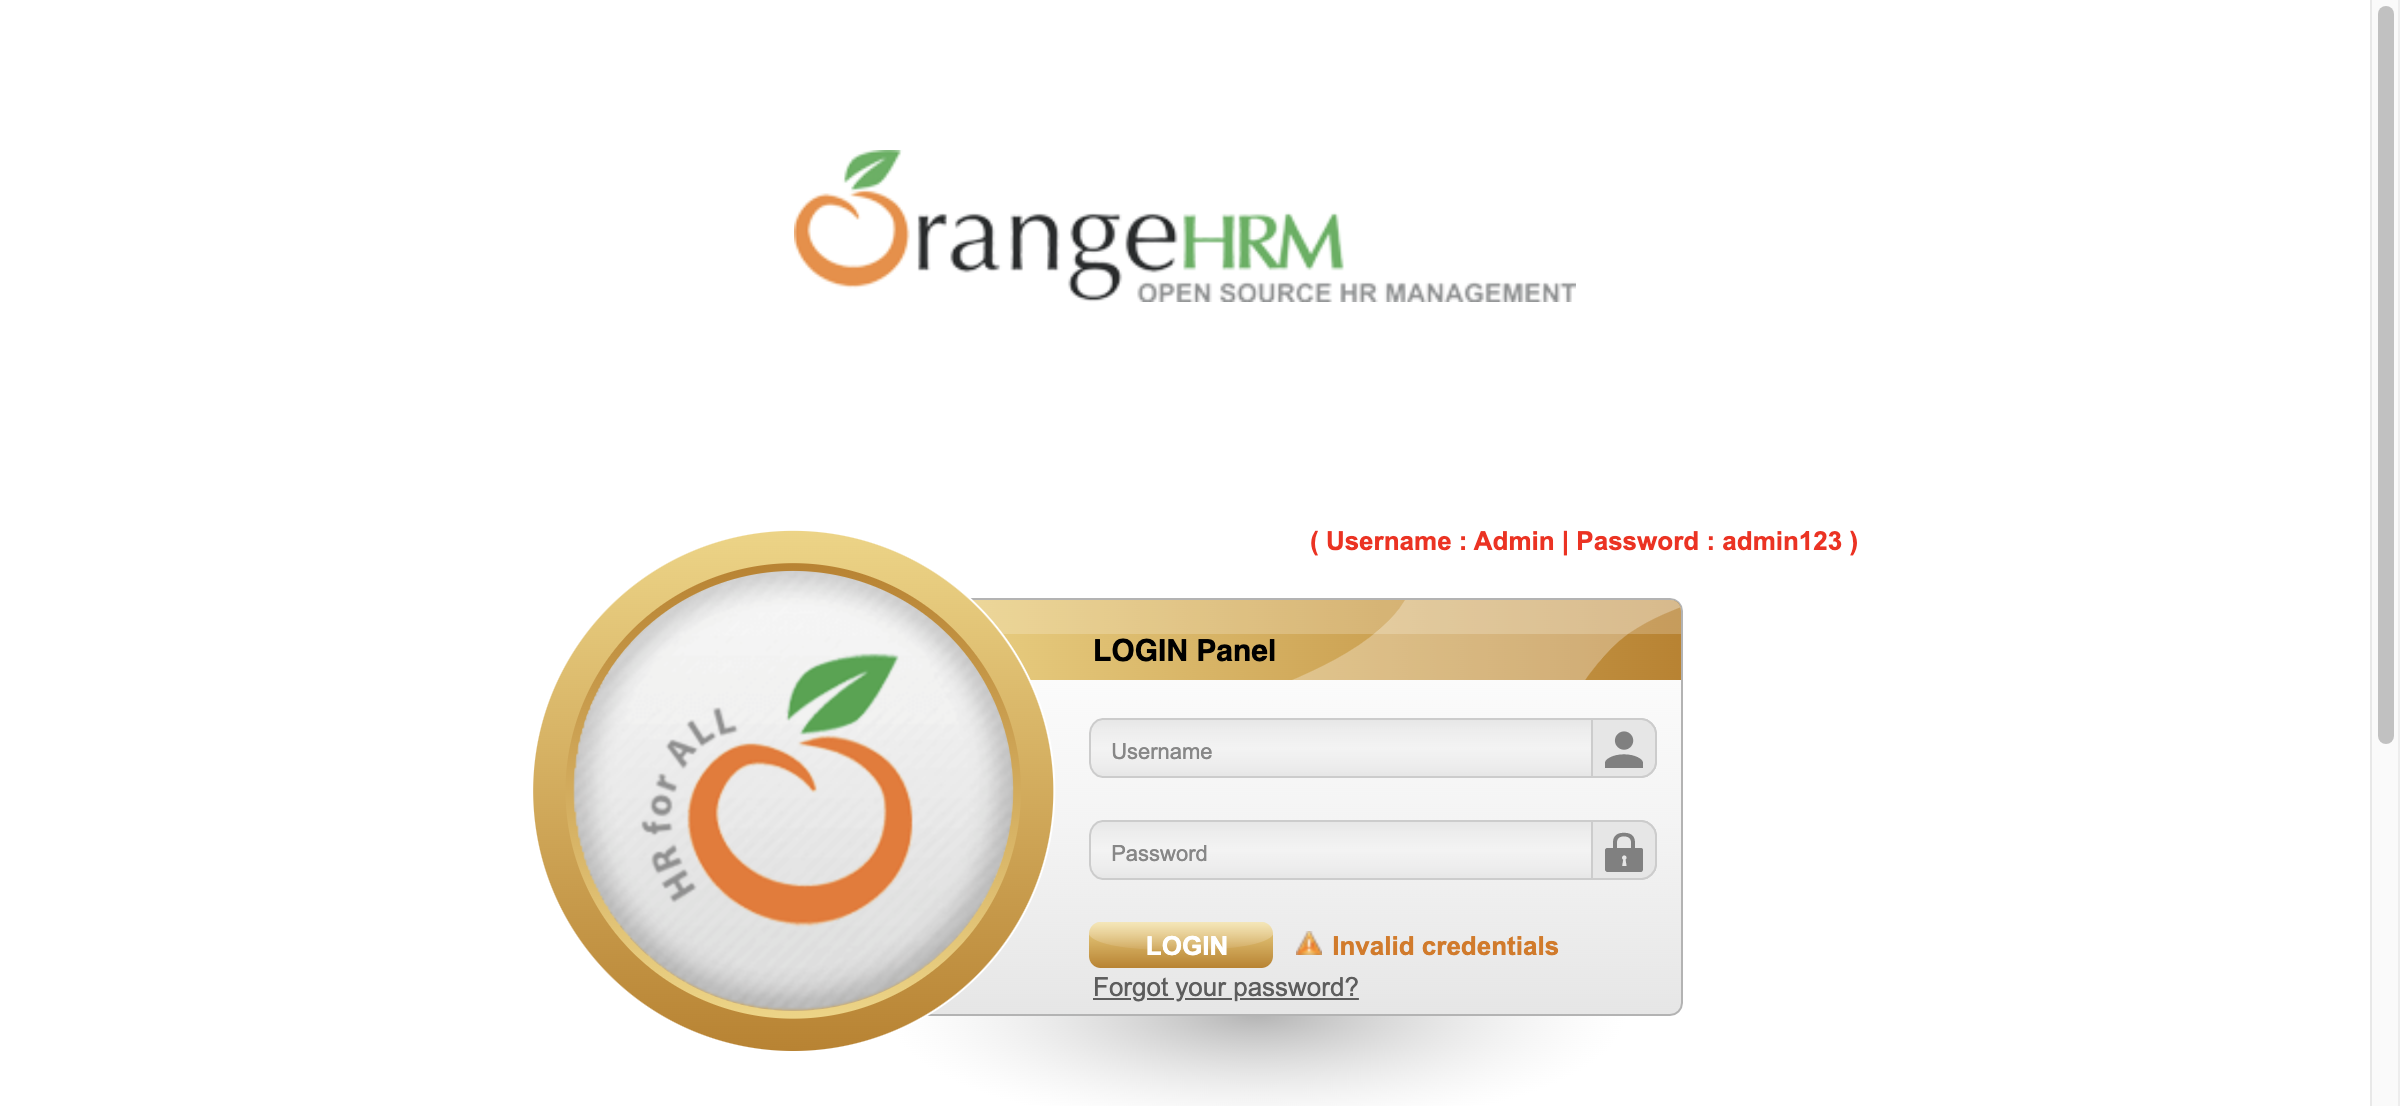 OrangeHRM
OPEN SOURCE HR MANAGEMENT
( Username : Admin | Password : admin123 )
HR for ALL
LOGIN Panel
Username
Password
LOGIN
Invalid credentials
Forgot your password?